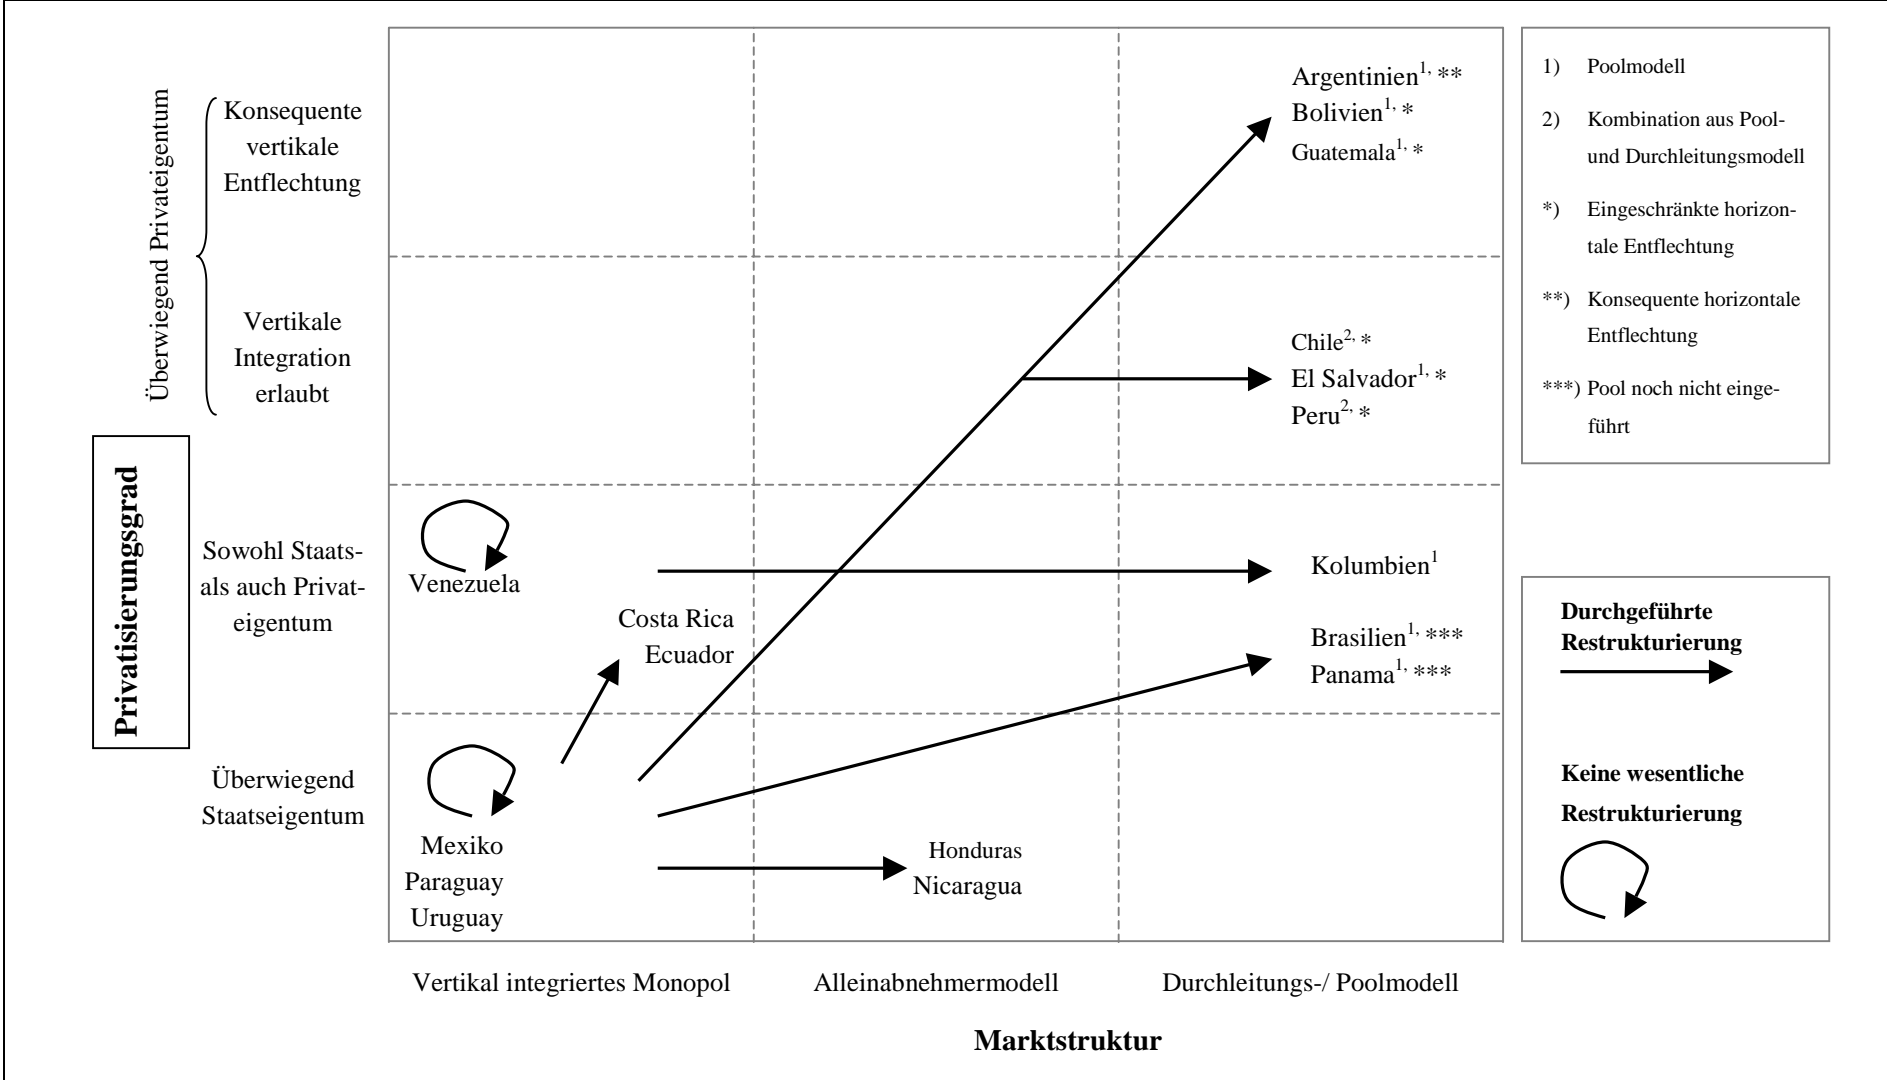 Überwiegend Privateigentum
Konsequente
vertikale
Entflechtung
Vertikale
Integration
erlaubt
Privatisierungsgrad
Sowohl Staats-
als auch Privat-
eigentum
Überwiegend
Staatseigentum
Argentinien1, **
Bolivien1, *
Guatemala1, *
Chile2, *
El Salvador1, *
Peru2, *
Venezuela
Kolumbien1
Costa Rica
Ecuador
Brasilien1, ***
Panama1, ***
Mexiko
Paraguay
Uruguay
Honduras
Nicaragua
Vertikal integriertes Monopol
Alleinabnehmermodell
Durchleitungs-/ Poolmodell
Marktstruktur
1) Poolmodell
2) Kombination aus Pool-
und Durchleitungsmodell
*) Eingeschränkte horizon-
tale Entflechtung
**) Konsequente horizontale
Entflechtung
***) Pool noch nicht einge-
führt
Durchgeführte
Restrukturierung
Keine wesentliche
Restrukturierung